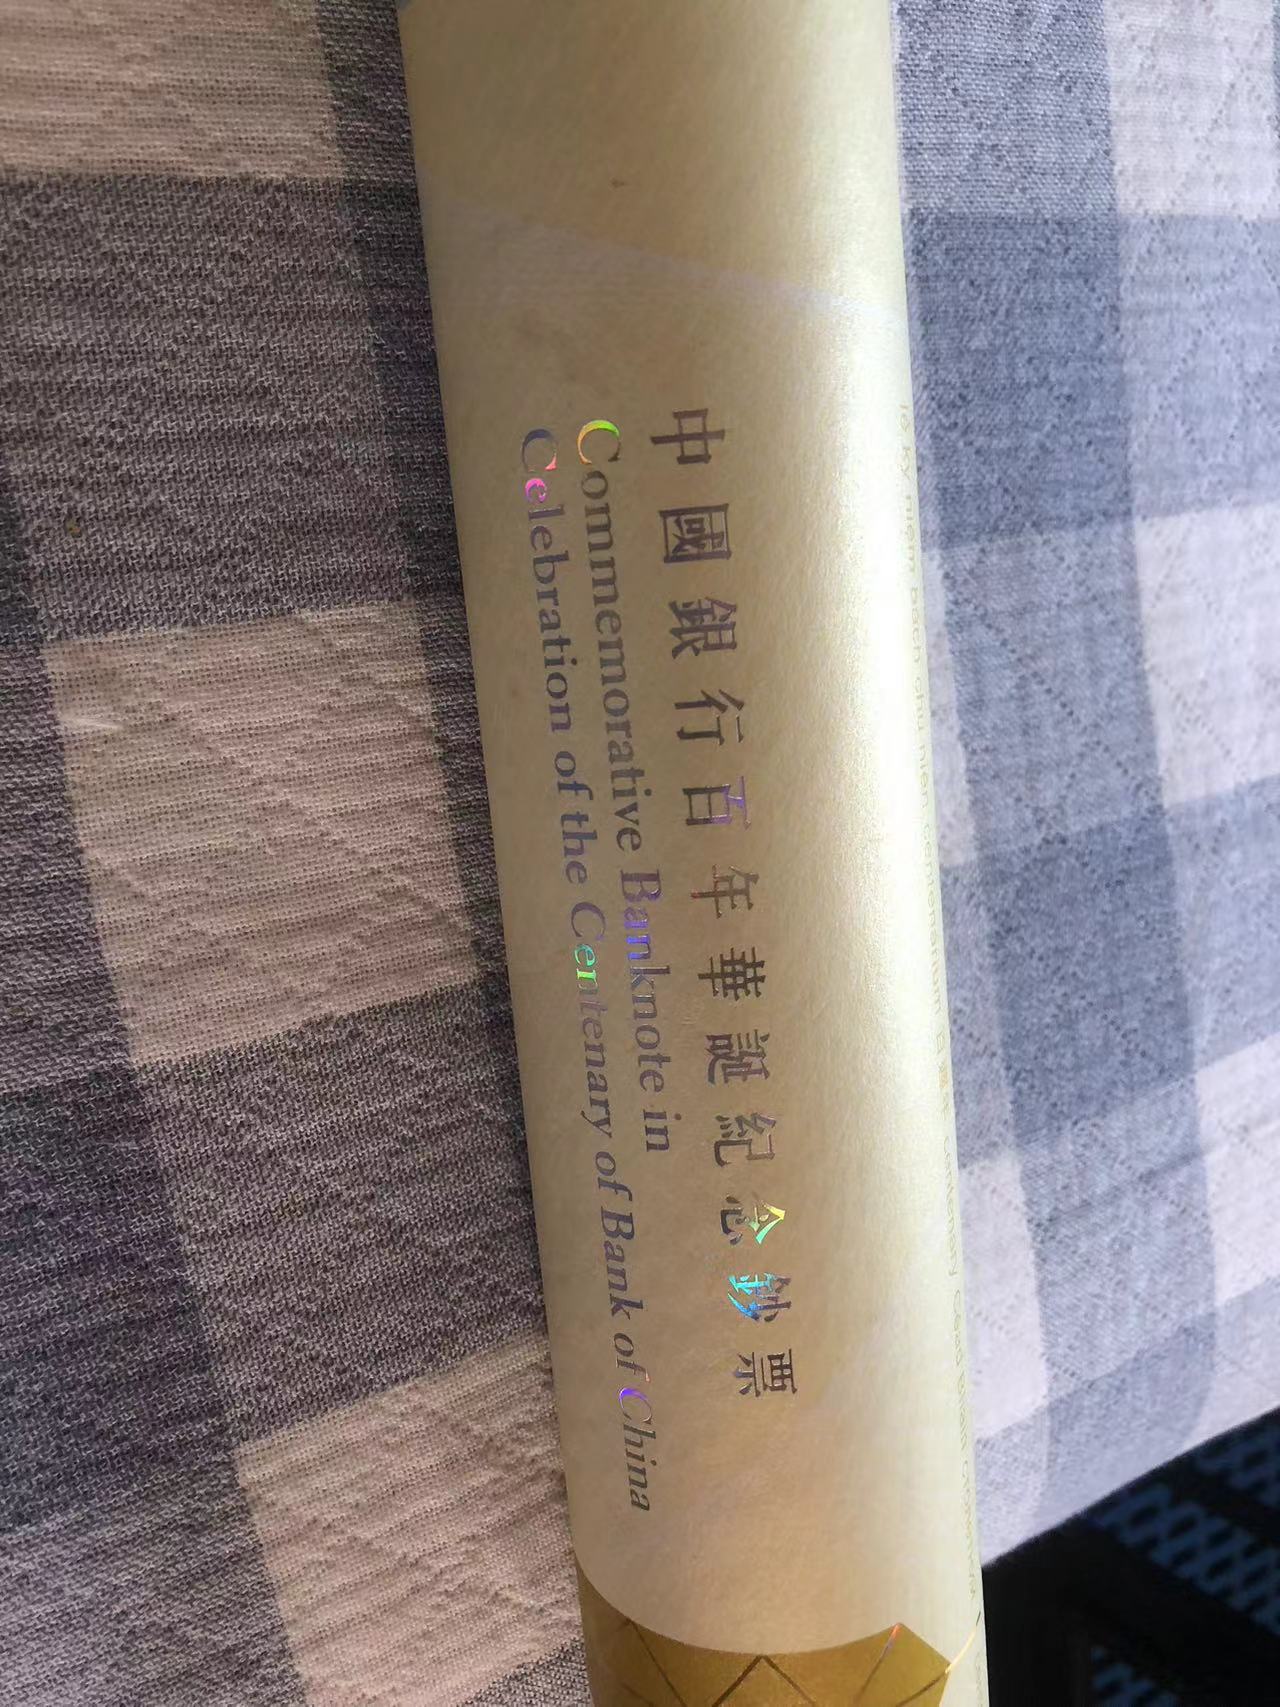 中國銀行百年華誕紀念鈔票
Commemorative Banknote in
Celebration of the Centenary of Bank of China